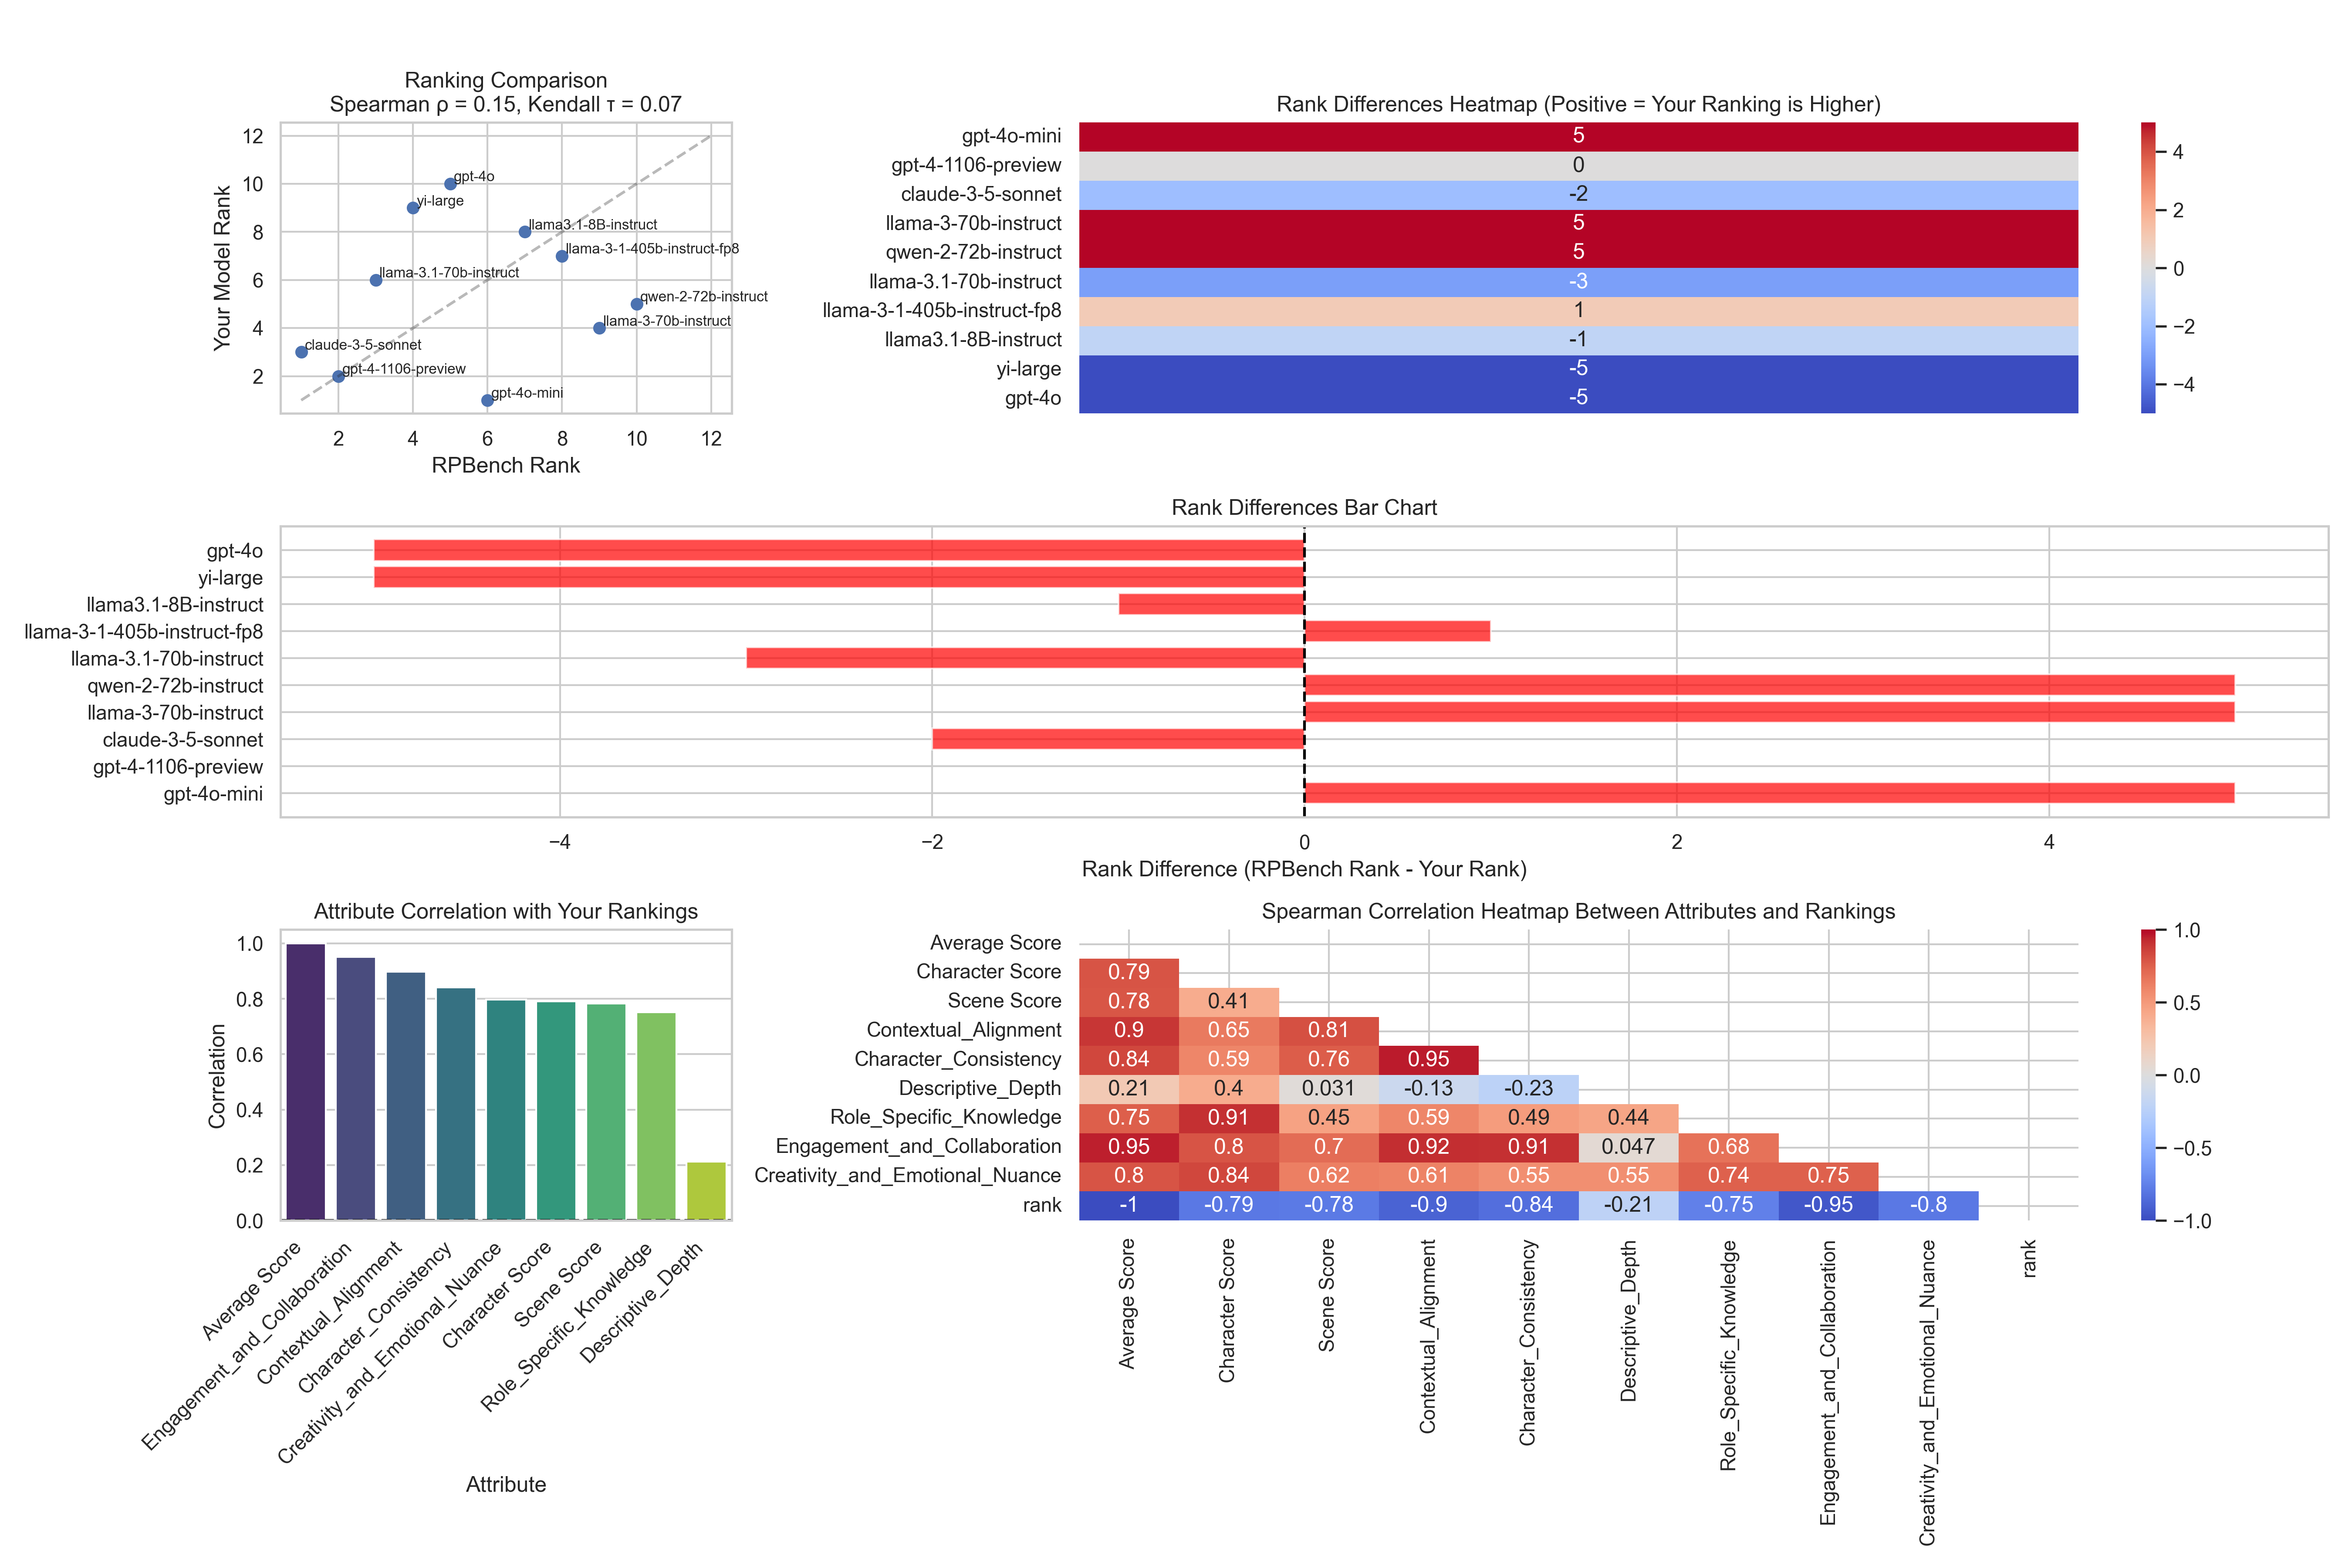 Ranking Comparison
Spearman ρ = 0.15, Kendall τ = 0.07
Your Model Rank
12
10
8
6
4
2
gpt-4o
yi-large
llama3.1-8B-instruct
llama-3-1-405b-instruct-fp8
llama-3.1-70b-instruct
qwen-2-72b-instruct
llama-3-70b-instruct
claude-3-5-sonnet
gpt-4-1106-preview
gpt-4o-mini
2 4 6 8 10 12
RPBench Rank
Rank Differences Heatmap (Positive = Your Ranking is Higher)
gpt-4o-mini 5
gpt-4-1106-preview 0
claude-3-5-sonnet -2
llama-3-70b-instruct 5
qwen-2-72b-instruct 5
llama-3.1-70b-instruct -3
llama-3-1-405b-instruct-fp8 1
llama3.1-8B-instruct -1
yi-large -5
gpt-4o -5
4
2
0
−2
−4
Rank Differences Bar Chart
gpt-4o
yi-large
llama3.1-8B-instruct
llama-3-1-405b-instruct-fp8
llama-3.1-70b-instruct
qwen-2-72b-instruct
llama-3-70b-instruct
claude-3-5-sonnet
gpt-4-1106-preview
gpt-4o-mini
−4 −2 0 2 4
Rank Difference (RPBench Rank - Your Rank)
Attribute Correlation with Your Rankings
Correlation
1.0
0.8
0.6
0.4
0.2
0.0
Average Score
Engagement_and_Collaboration
Contextual_Alignment
Character_Consistency
Creativity_and_Emotional_Nuance
Character Score
Scene Score
Role_Specific_Knowledge
Descriptive_Depth
Attribute
Spearman Correlation Heatmap Between Attributes and Rankings
Average Score
Character Score 0.79
Scene Score 0.78 0.41
Contextual_Alignment 0.9 0.65 0.81
Character_Consistency 0.84 0.59 0.76 0.95
Descriptive_Depth 0.21 0.4 0.031 -0.13 -0.23
Role_Specific_Knowledge 0.75 0.91 0.45 0.59 0.49 0.44
Engagement_and_Collaboration 0.95 0.8 0.7 0.92 0.91 0.047 0.68
Creativity_and_Emotional_Nuance 0.8 0.84 0.62 0.61 0.55 0.55 0.74 0.75
rank -1 -0.79 -0.78 -0.9 -0.84 -0.21 -0.75 -0.95 -0.8
Average Score
Character Score
Scene Score
Contextual_Alignment
Character_Consistency
Descriptive_Depth
Role_Specific_Knowledge
Engagement_and_Collaboration
Creativity_and_Emotional_Nuance
rank
1.0
0.5
0.0
−0.5
−1.0